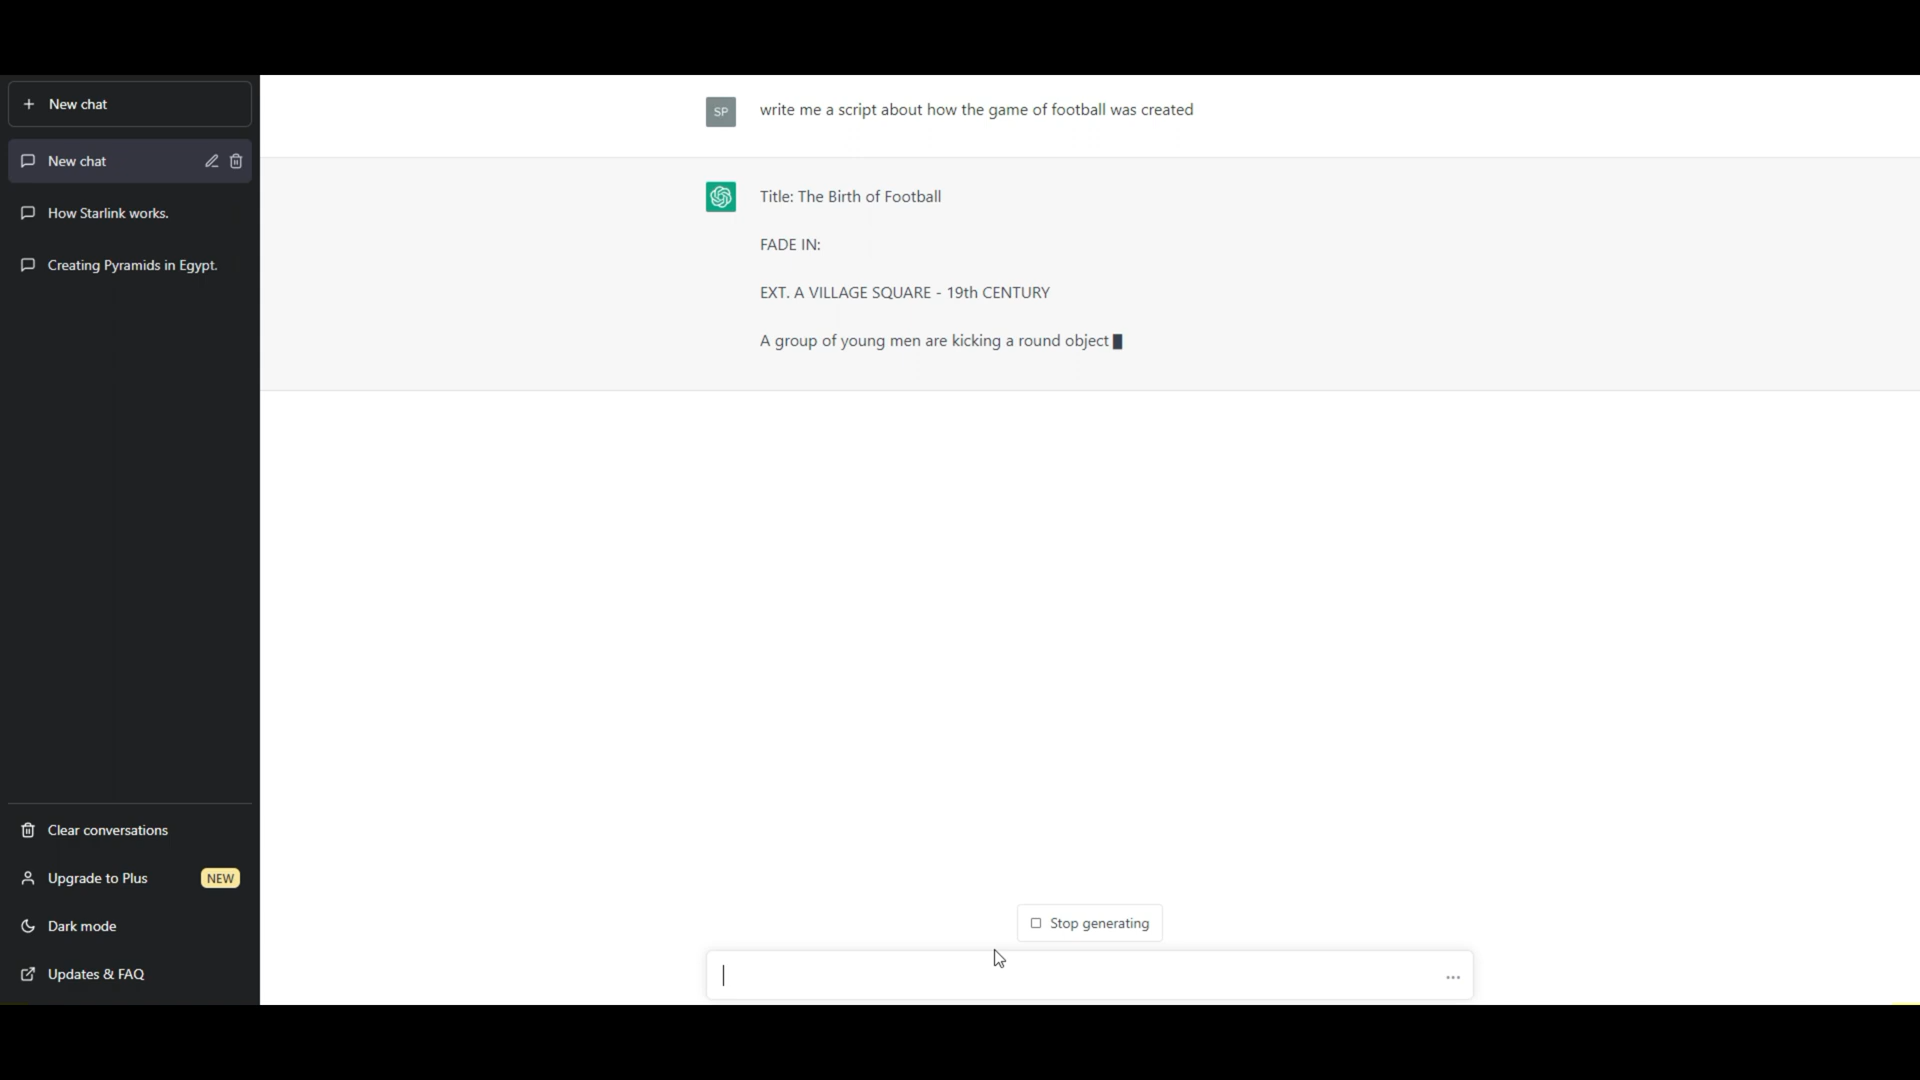 New chat
New chat
How Starlink works.
Creating Pyramids in Egypt.
Clear conversations
Upgrade to Plus NEW
Dark mode
Updates & FAQ
SP write me a script about how the game of football was created
Title: The Birth of Football
FADE IN:
EXT. A VILLAGE SQUARE - 19th CENTURY
A group of young men are kicking a round object
Stop generating